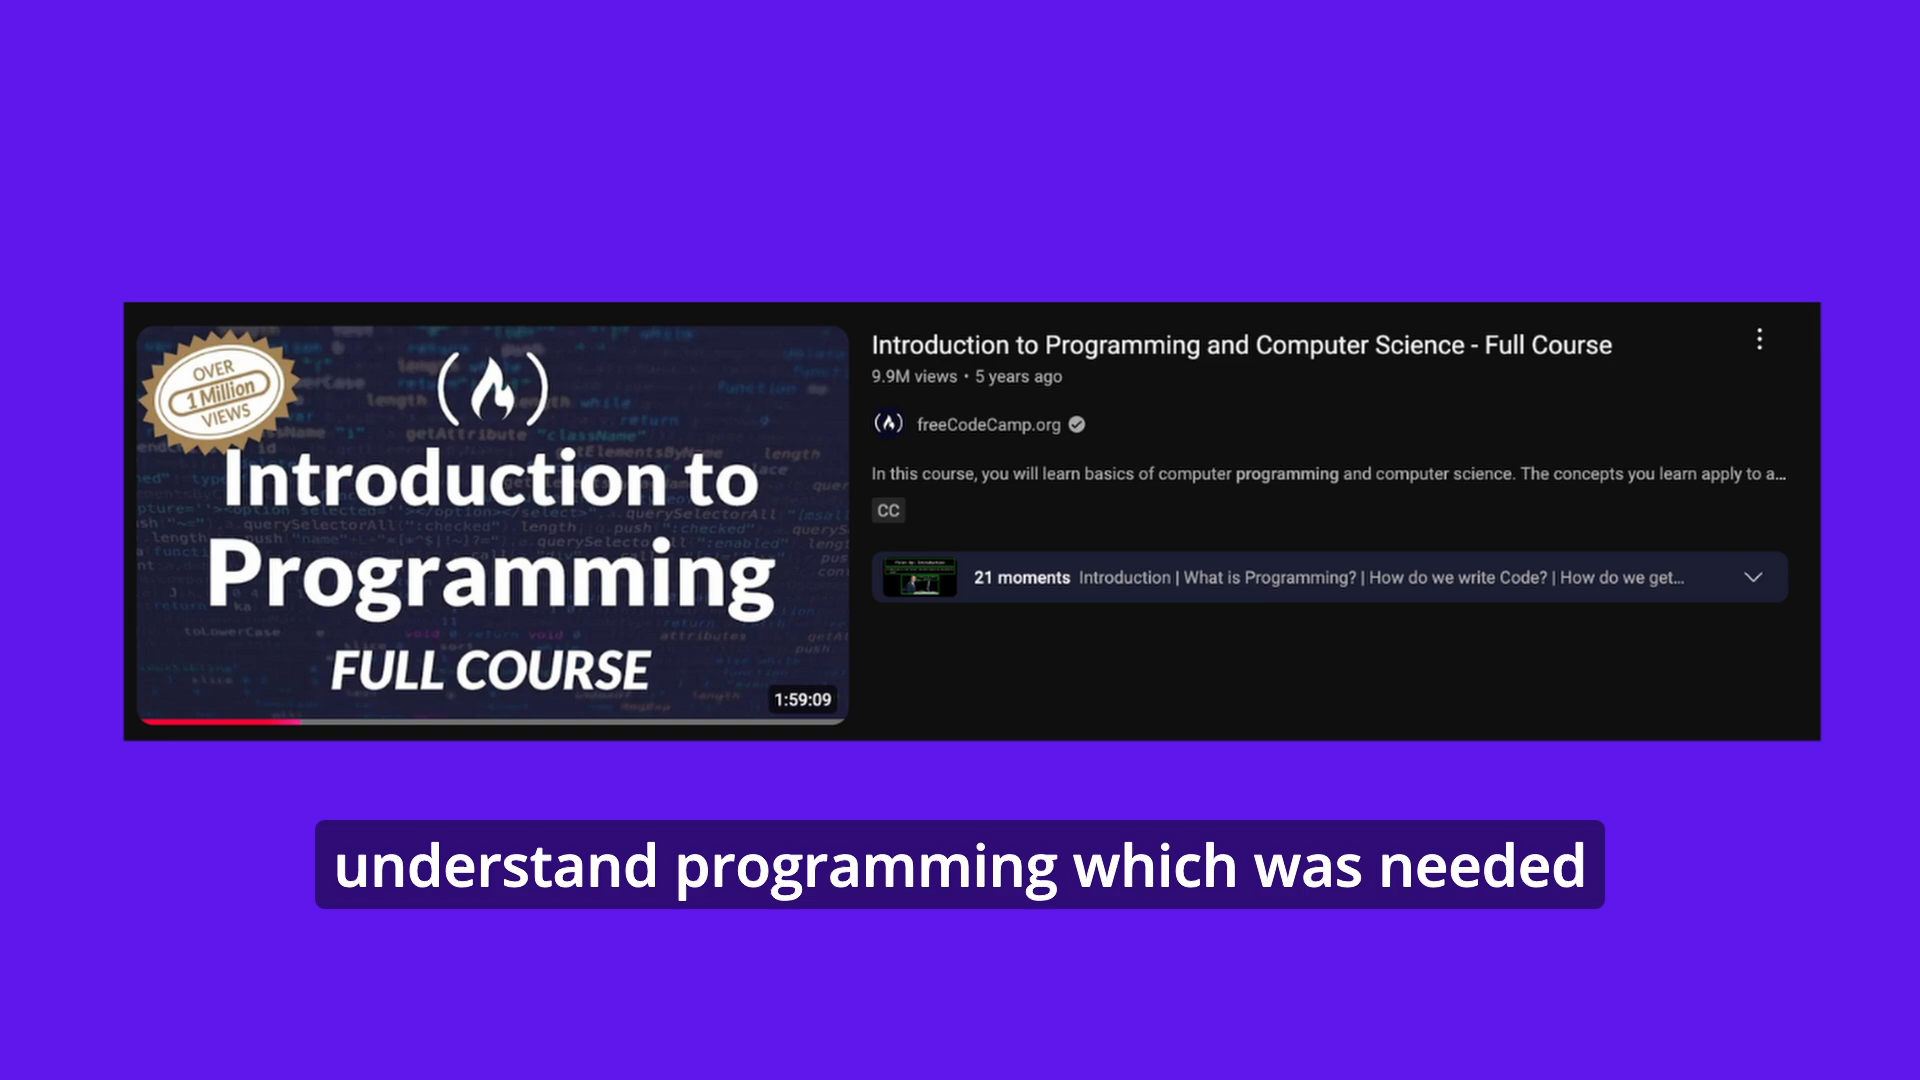 OVER
1 Million
VIEWS
Introduction to
Programming
FULL COURSE
1:59:09
Introduction to Programming and Computer Science - Full Course
9.9M views • 5 years ago
freeCodeCamp.org
In this course, you will learn basics of computer programming and computer science. The concepts you learn apply to a...
CC
21 moments Introduction | What is Programming? | How do we write Code? | How do we get...
understand programming which was needed